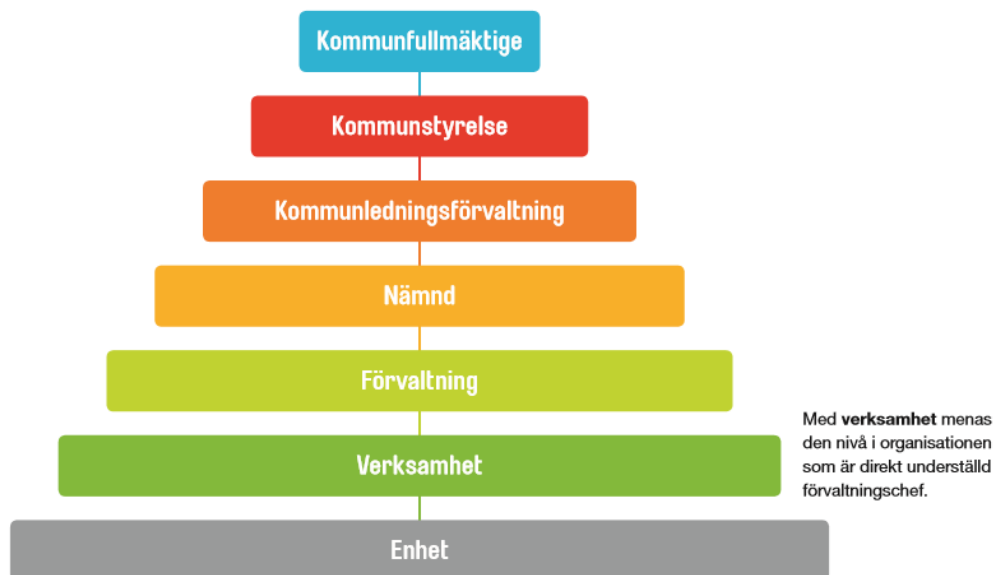 Kommunfullmäktige
Kommunstyrelse
Kommunledningsförvaltning
Nämnd
Förvaltning
Verksamhet
Med verksamhet menas
den nivå i organisationen
som är direkt underställd
förvaltningschef.
Enhet